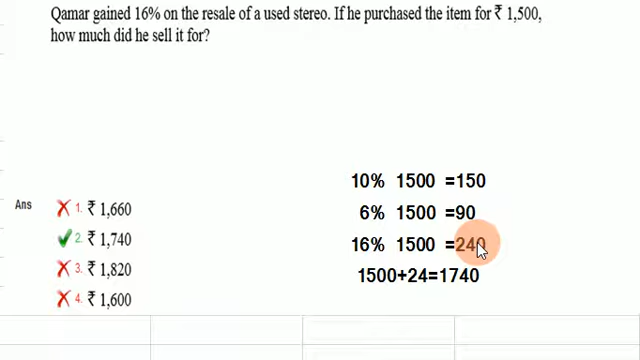 Qamar gained 16% on the resale of a used stereo. If he purchased the item for ₹ 1,500,
how much did he sell it for?
10% 1500 =150
6% 1500 =90
16% 1500 =240
1500+24=1740
Ans
1. ₹ 1,660
2. ₹ 1,740
3. ₹ 1,820
4. ₹ 1,600